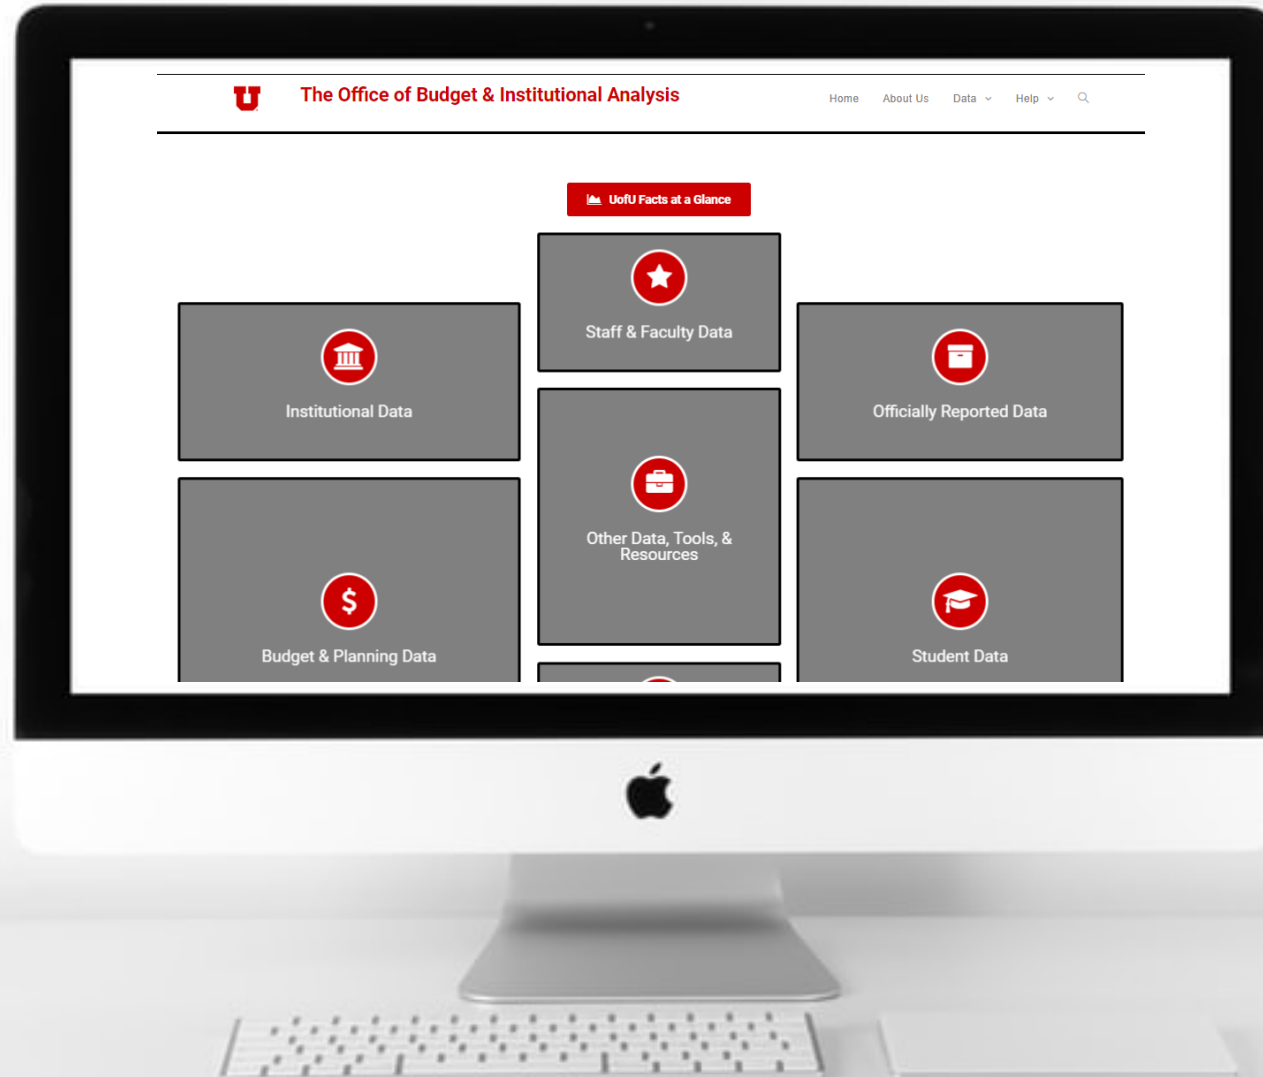 U
The Office of Budget & Institutional Analysis
Home About Us Data Help
UofU Facts at a Glance
Staff & Faculty Data
Institutional Data
Officially Reported Data
Other Data, Tools, &
Resources
$
Budget & Planning Data
Student Data